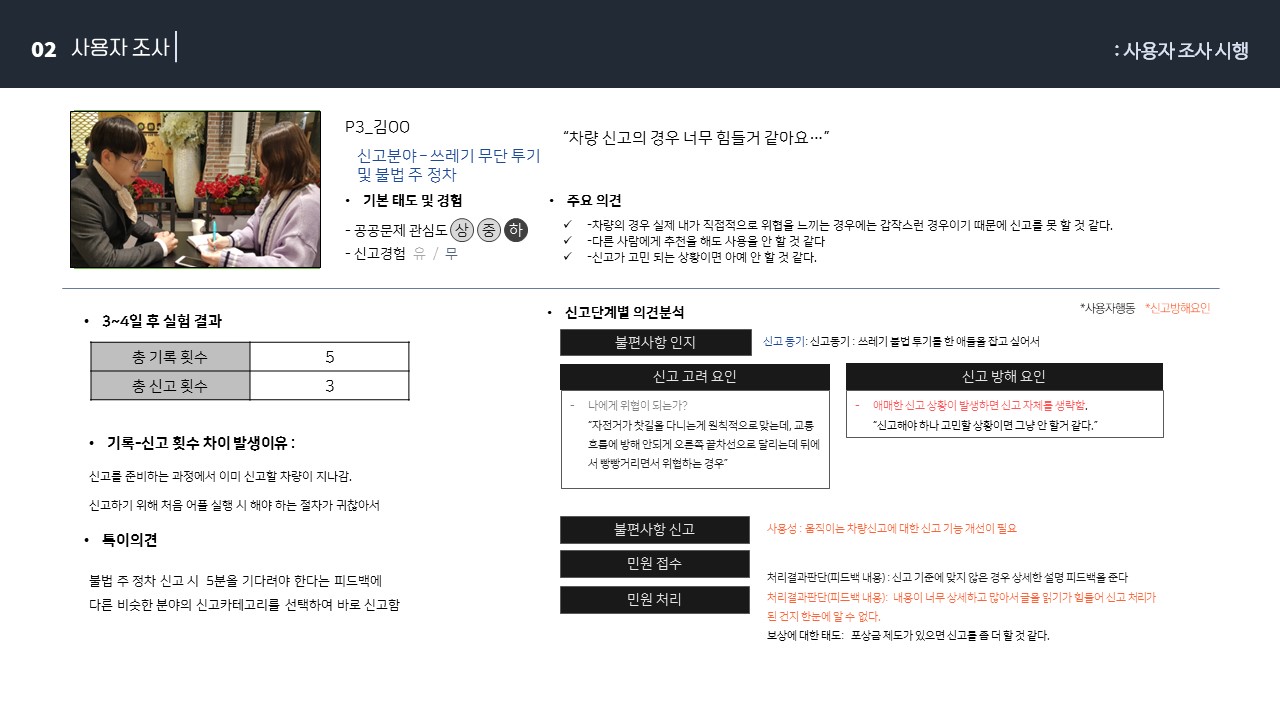 02 사용자 조사
: 사용자 조사 시행
P3_김OO
신고분야 – 쓰레기 무단 투기
및 불법 주 정차
“차량 신고의 경우 너무 힘들거 같아요…”
• 기본 태도 및 경험
- 공공문제 관심도 상 중 하
- 신고경험 유 / 무
• 주요 의견
✓ -차량의 경우 실제 내가 직접적으로 위협을 느끼는 경우에는 갑작스런 경우이기 때문에 신고를 못 할 것 같다.
✓ -다른 사람에게 추천을 해도 사용을 안 할 것 같다
✓ -신고가 고민 되는 상황이면 아예 안 할 것 같다.
• 3~4일 후 실험 결과
총 기록 횟수 5
총 신고 횟수 3
• 기록-신고 횟수 차이 발생이유 :
신고를 준비하는 과정에서 이미 신고할 차량이 지나감.
신고하기 위해 처음 어플 실행 시 해야 하는 절차가 귀찮아서
• 특이의견
불법 주 정차 신고 시 5분을 기다려야 한다는 피드백에
다른 비슷한 분야의 신고카테고리를 선택하여 바로 신고함
• 신고단계별 의견분석
*사용자행동 *신고방해요인
불편사항 인지
신고 동기: 신고동기 : 쓰레기 불법 투기를 한 애들을 잡고 싶어서
신고 고려 요인
- 나에게 위협이 되는가?
“자전거가 찻길을 다니는게 원칙적으로 맞는데, 교통
흐름에 방해 안되게 오른쪽 끝차선으로 달리는데 뒤에
서 빵빵거리면서 위협하는 경우”
신고 방해 요인
- 애매한 신고 상황이 발생하면 신고 자체를 생략함.
“신고해야 하나 고민할 상황이면 그냥 안 할거 같다.”
불편사항 신고
사용성 : 움직이는 차량신고에 대한 신고 기능 개선이 필요
민원 접수
민원 처리
처리결과판단(피드백 내용) : 신고 기준에 맞지 않은 경우 상세한 설명 피드백을 준다
처리결과판단(피드백 내용): 내용이 너무 상세하고 많아서 글을 읽기가 힘들어 신고 처리가
된 건지 한눈에 알 수 없다.
보상에 대한 태도: 포상금 제도가 있으면 신고를 좀 더 할 것 같다.